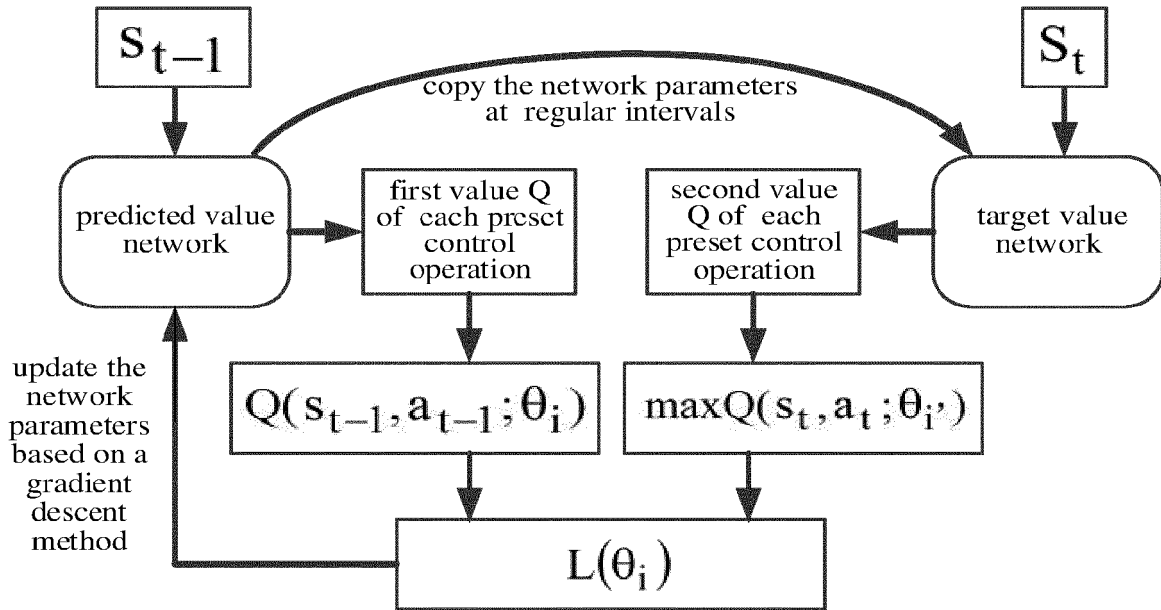 S_{t-1}
S_t
copy the network parameters
at regular intervals
predicted value
network
first value Q
of each preset
control
operation
second value
Q of each
preset control
operation
target value
network
update the
network
parameters
based on a
gradient
descent
method
Q(s_{t-1}, a_{t-1}; θ_i)
maxQ(s_t, a_t; θ_{i'})
L(θ_i)